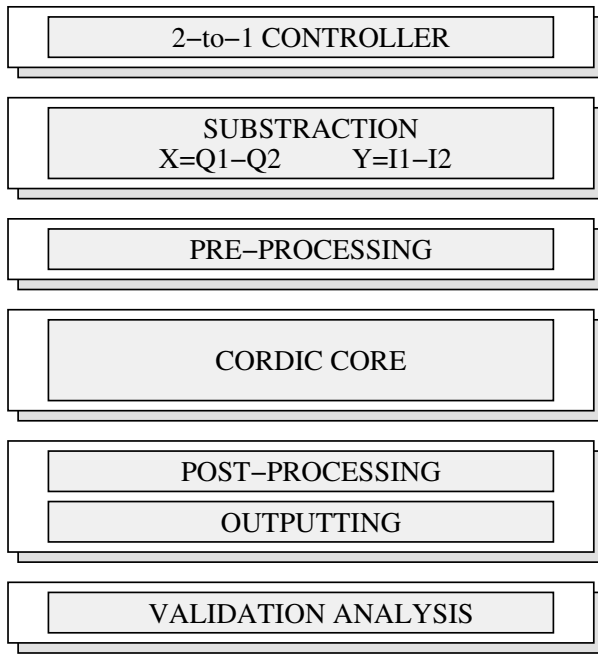 2−to−1 CONTROLLER
SUBSTRACTION
X=Q1−Q2 Y=I1−I2
PRE−PROCESSING
CORDIC CORE
POST−PROCESSING
OUTPUTTING
VALIDATION ANALYSIS